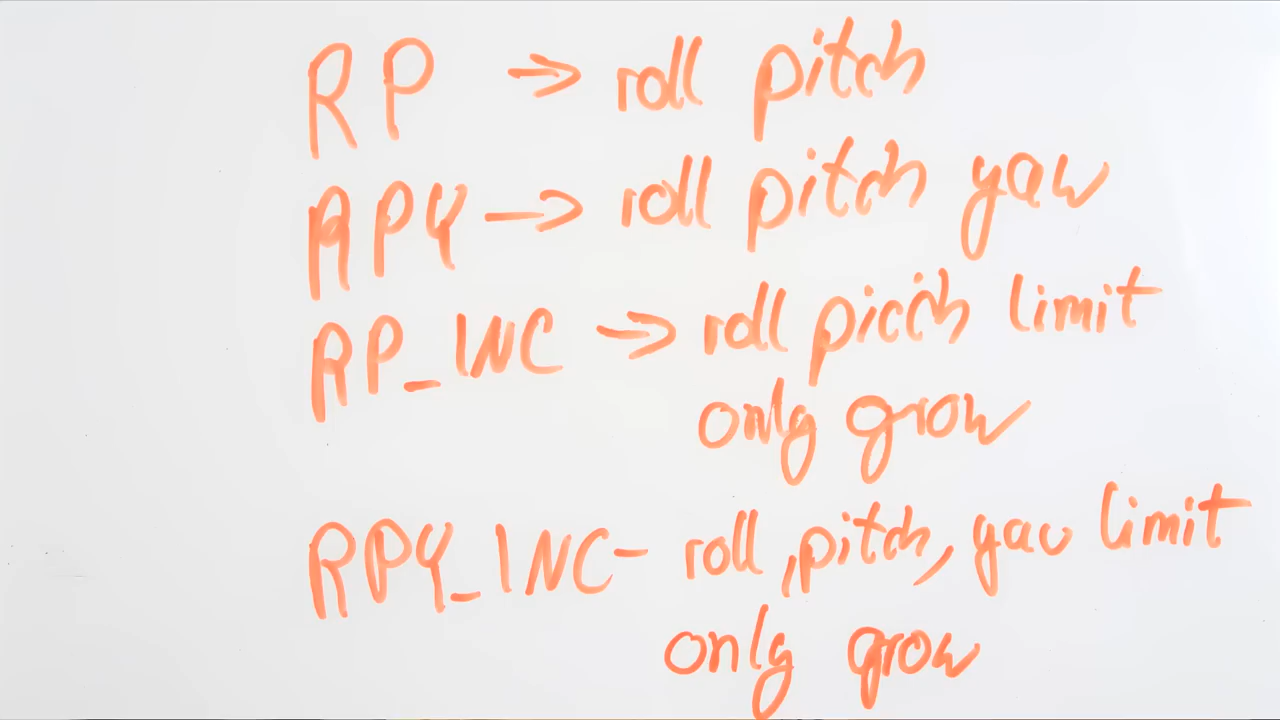 RP → roll pitch
RPY → roll pitch yaw
RP_INC → roll picch limit
only grow
RPY_INC - roll, pitch, yaw limit
only grow